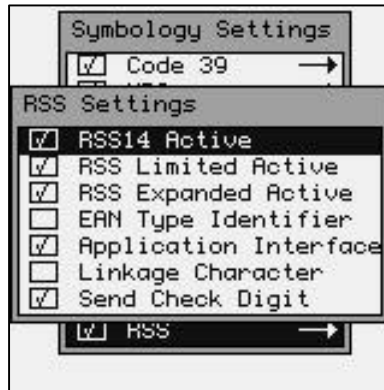 Symbology Settings
Code 39
RSS Settings
RSS14 Active
RSS Limited Active
RSS Expanded Active
EAN Type Identifier
Application Interface
Linkage Character
Send Check Digit
RSS